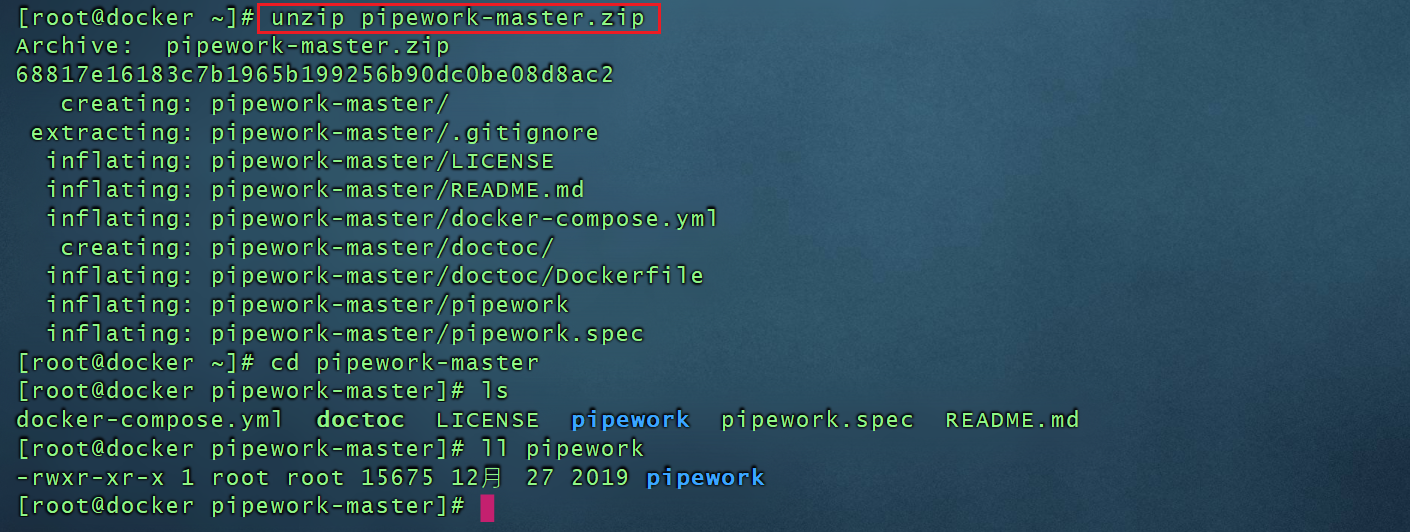 [root@docker ~]# unzip pipework-master.zip
Archive:  pipework-master.zip
68817e16183c7b1965b199256b90dc0be08d8ac2
   creating: pipework-master/
 extracting: pipework-master/.gitignore
  inflating: pipework-master/LICENSE
  inflating: pipework-master/README.md
  inflating: pipework-master/docker-compose.yml
   creating: pipework-master/doctoc/
  inflating: pipework-master/doctoc/Dockerfile
  inflating: pipework-master/pipework
  inflating: pipework-master/pipework.spec
[root@docker ~]# cd pipework-master
[root@docker pipework-master]# ls
docker-compose.yml  doctoc  LICENSE  pipework  pipework.spec  README.md
[root@docker pipework-master]# ll pipework
-rwxr-xr-x 1 root root 15675 12月  27 2019 pipework
[root@docker pipework-master]#